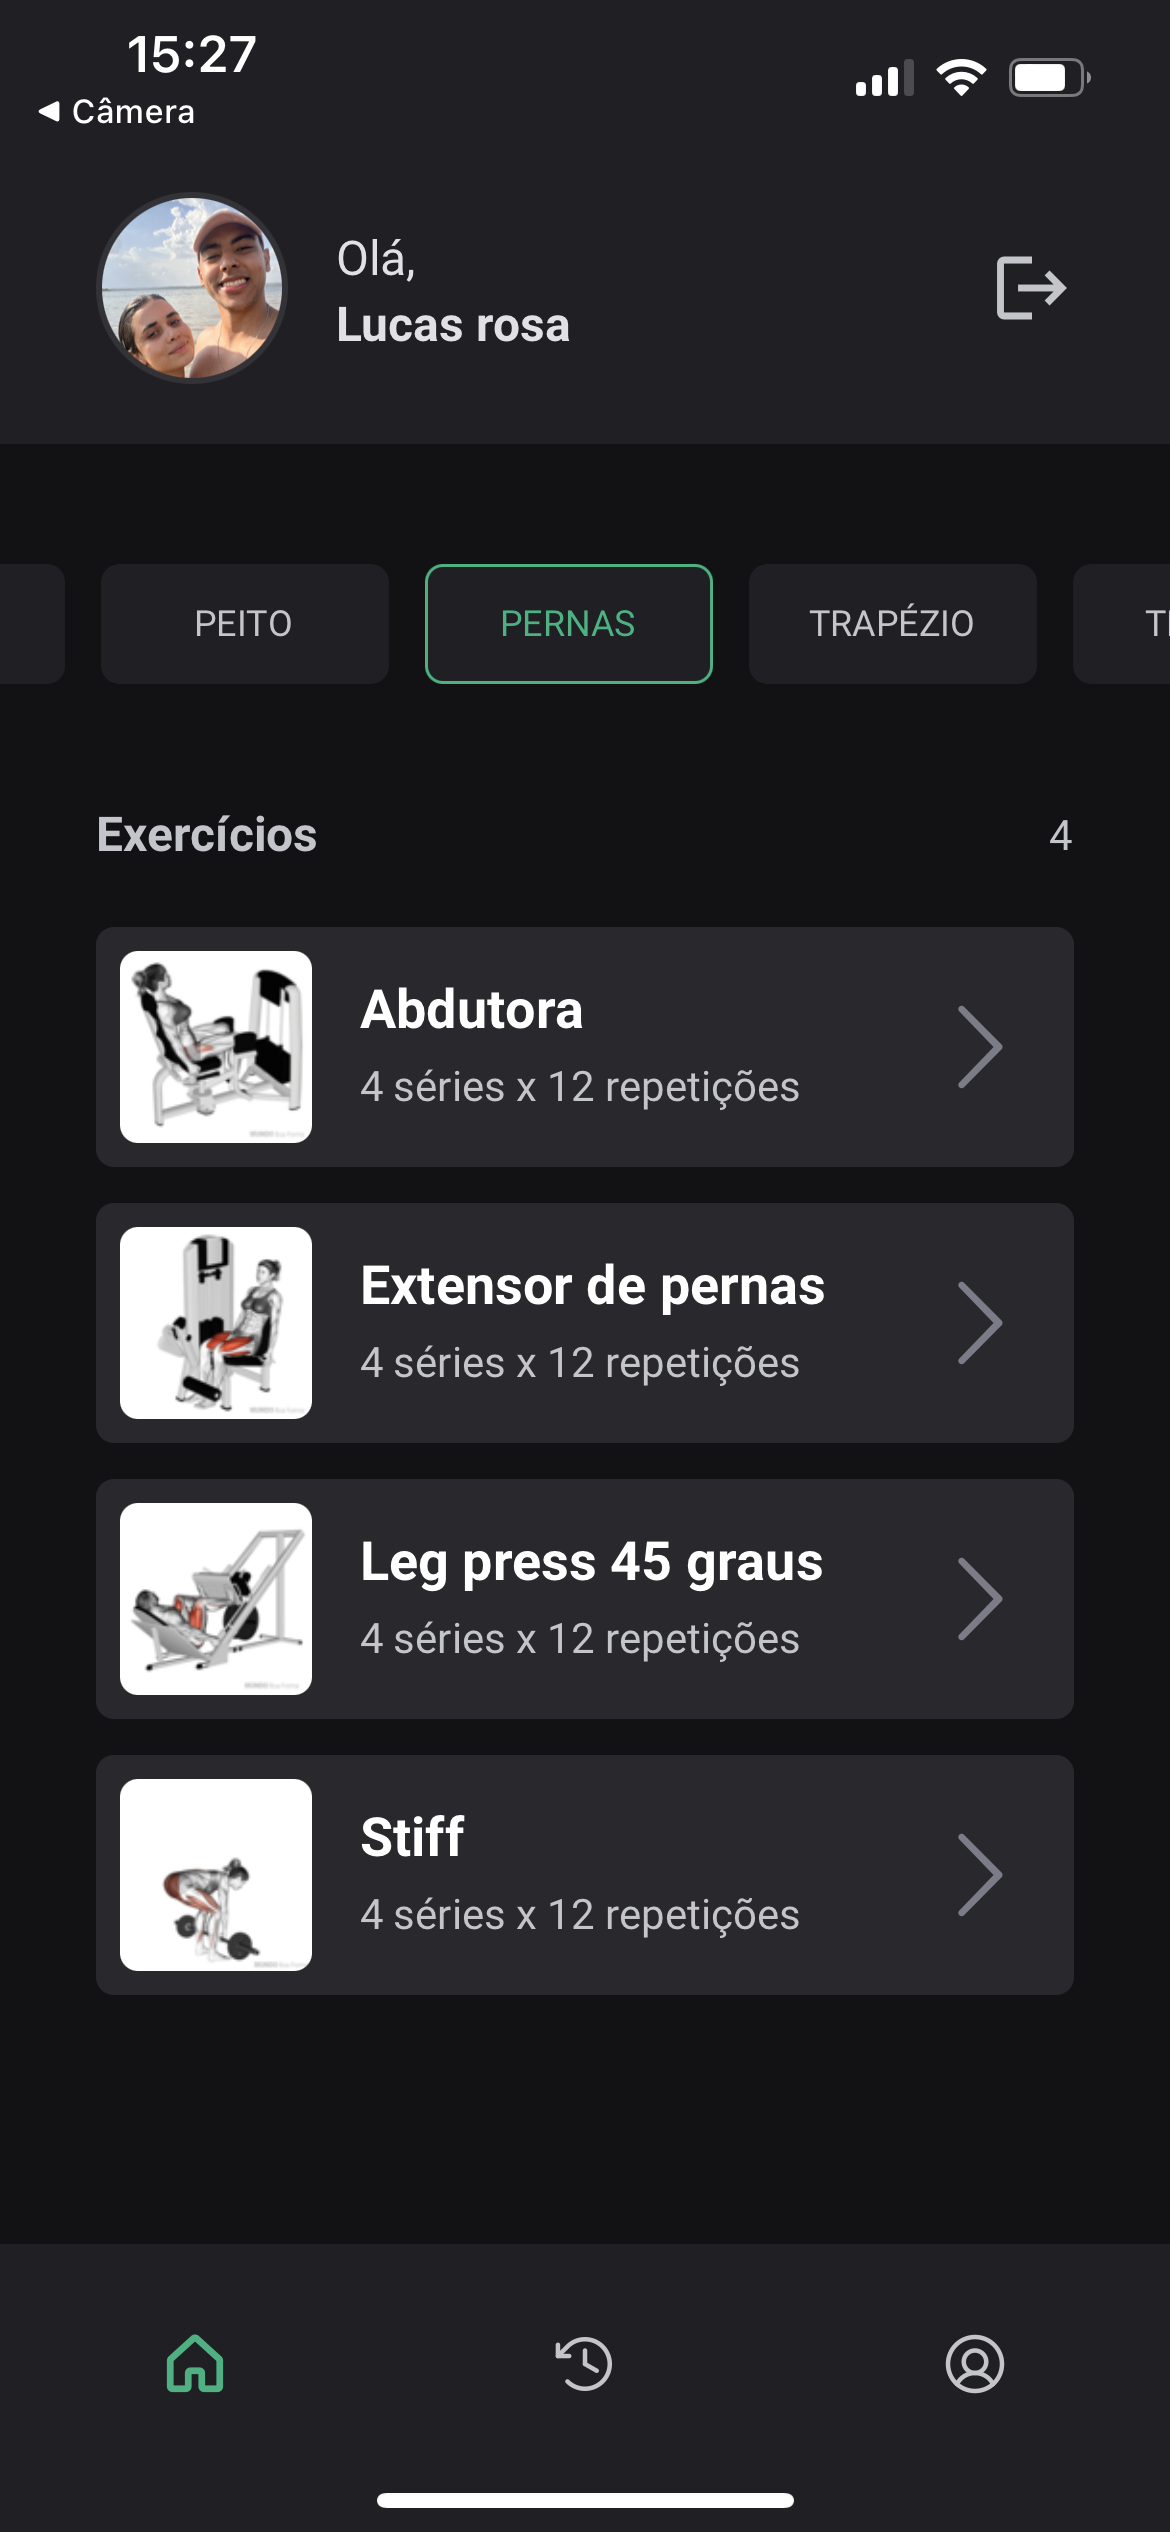 15:27
◀ Câmera
Olá,
Lucas rosa
PEITO
PERNAS
TRAPÉZIO
Exercícios
4
Abdutora
4 séries x 12 repetições
Extensor de pernas
4 séries x 12 repetições
Leg press 45 graus
4 séries x 12 repetições
Stiff
4 séries x 12 repetições